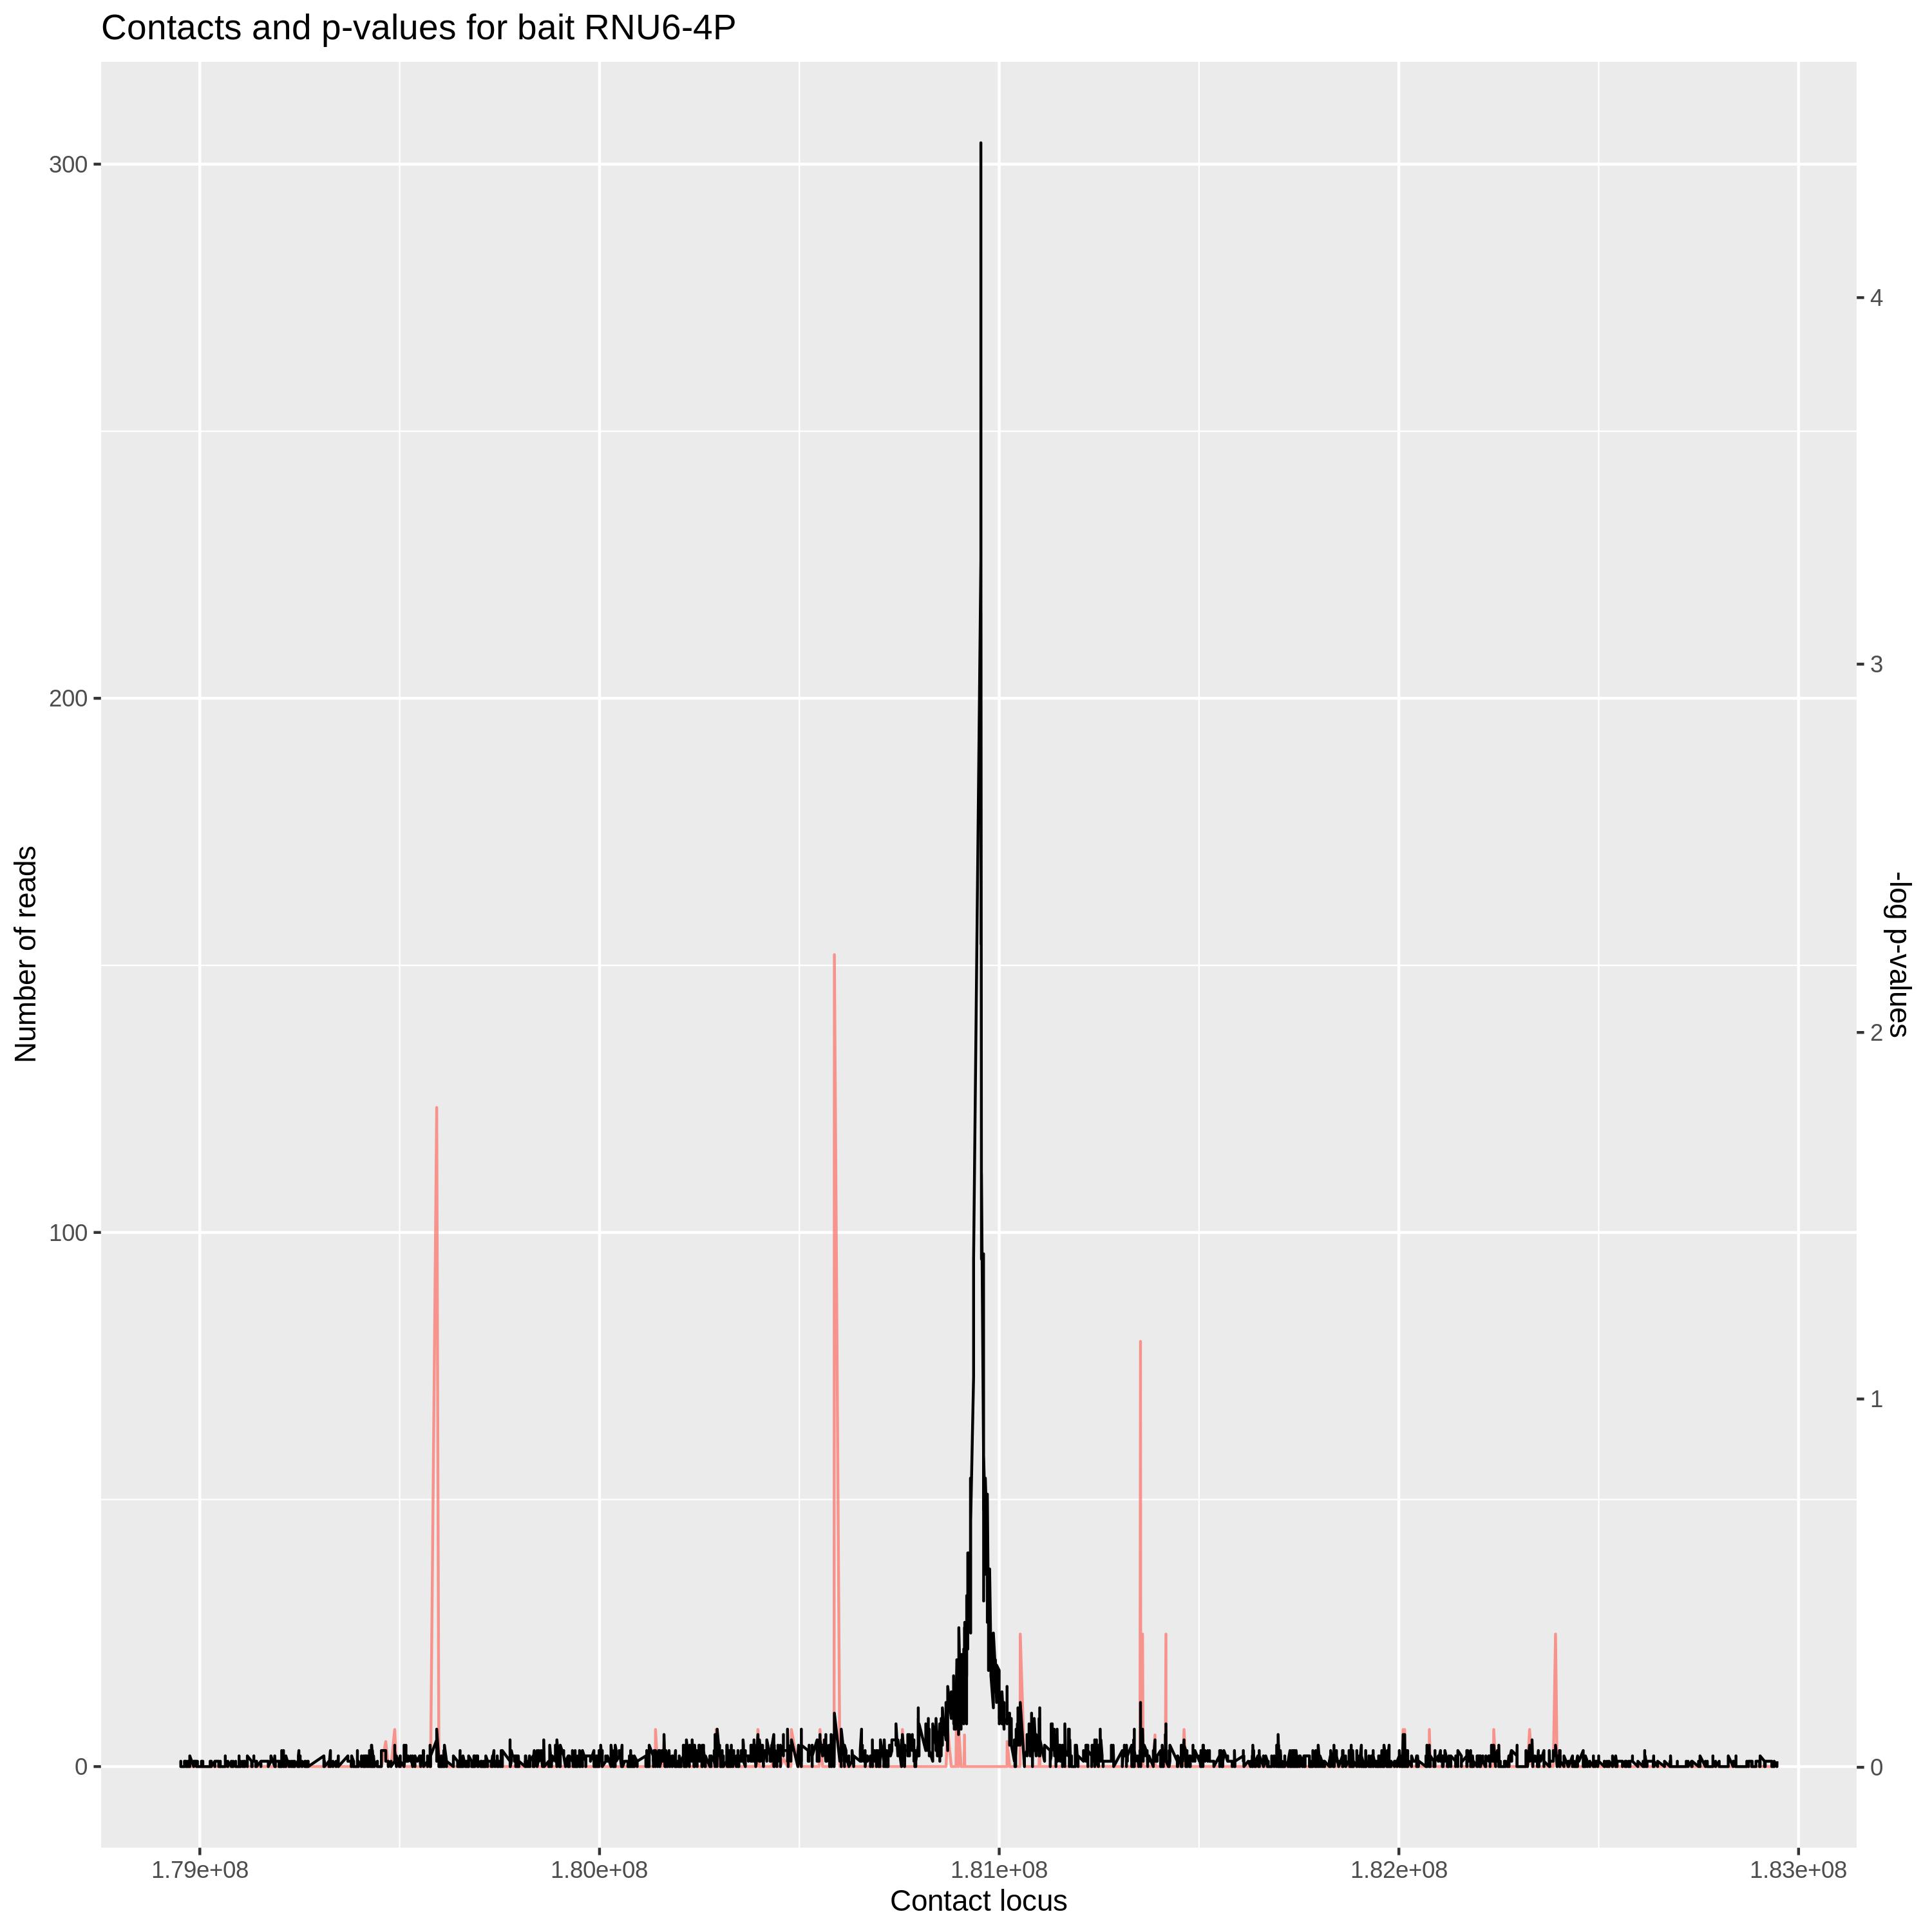 Contacts and p-values for bait RNU6-4P
300
200
100
0
Number of reads
4
3
2
1
0
-log p-values
1.79e+08
1.80e+08
1.81e+08
1.82e+08
1.83e+08
Contact locus